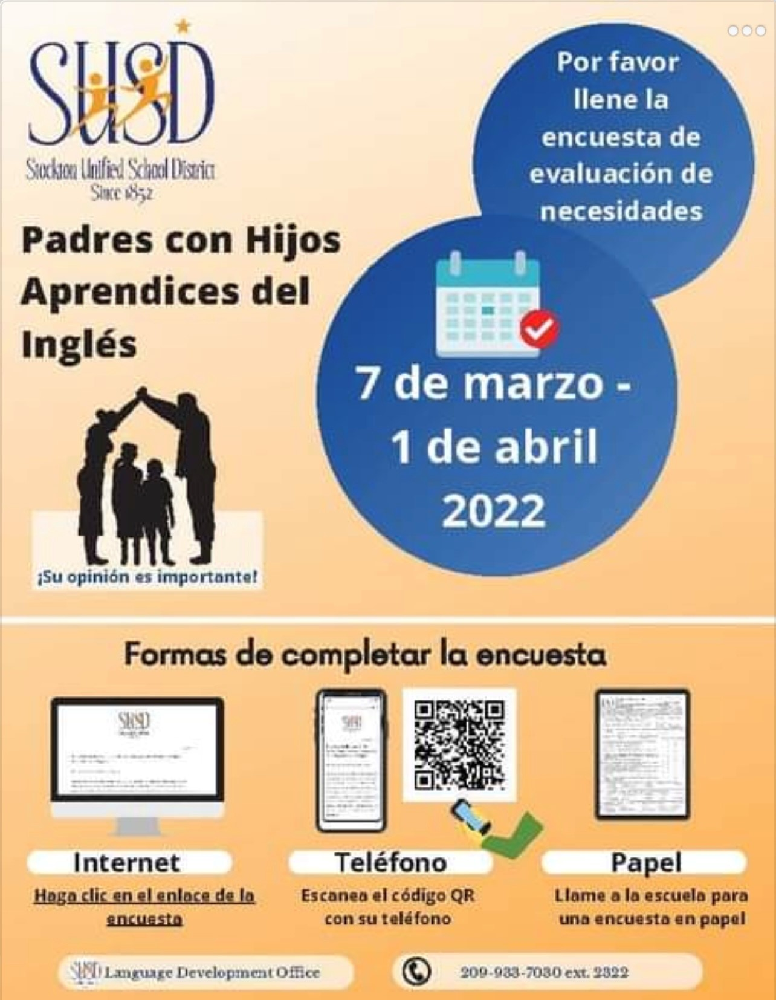 SUSD
Stockton Unified School District
Since 1852
Por favor
llene la
encuesta de
evaluación de
necesidades
Padres con Hijos
Aprendices del
Inglés
7 de marzo -
1 de abril
2022
¡Su opinión es importante!
Formas de completar la encuesta
SUSD
Internet
Haga clic en el enlace de la
encuesta
Teléfono
Escanea el código QR
con su teléfono
Papel
Llame a la escuela para
una encuesta en papel
SUSD Language Development Office
209-933-7030 ext. 2322